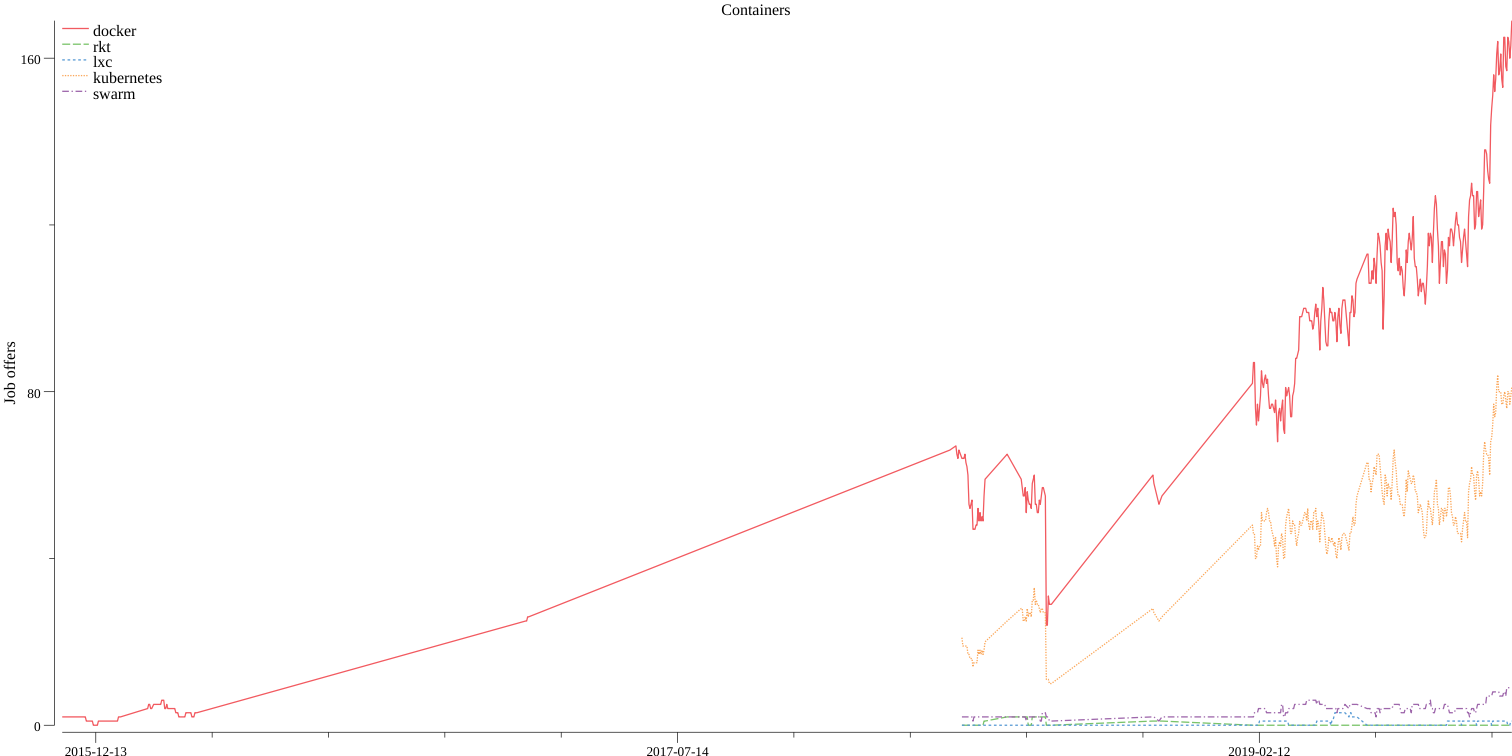 Containers
docker
rkt
lxc
kubernetes
swarm
160
80
0
Job offers
2015-12-13
2017-07-14
2019-02-12